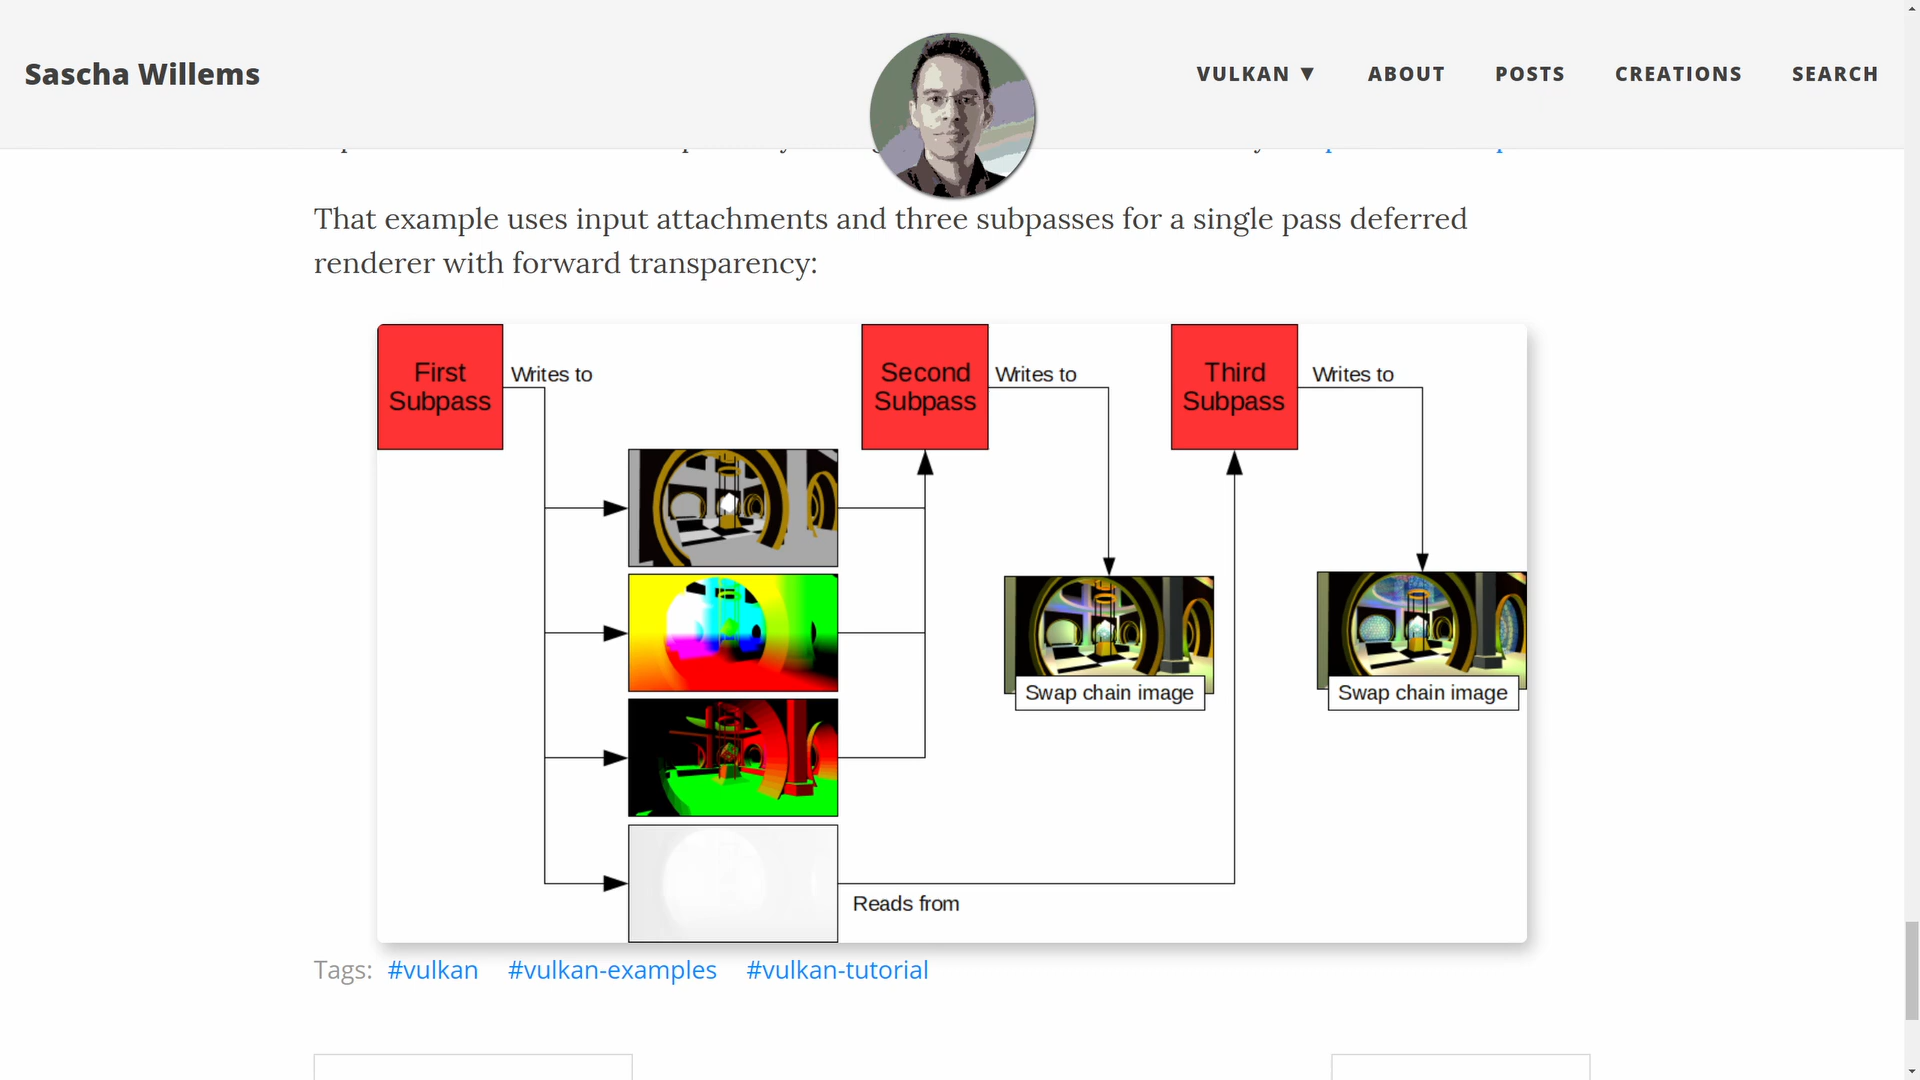 Sascha Willems
VULKAN ▼ ABOUT POSTS CREATIONS SEARCH
That example uses input attachments and three subpasses for a single pass deferred
renderer with forward transparency:
First
Subpass
Writes to
Second
Subpass
Writes to
Third
Subpass
Writes to
Swap chain image
Swap chain image
Reads from
Tags: #vulkan #vulkan-examples #vulkan-tutorial